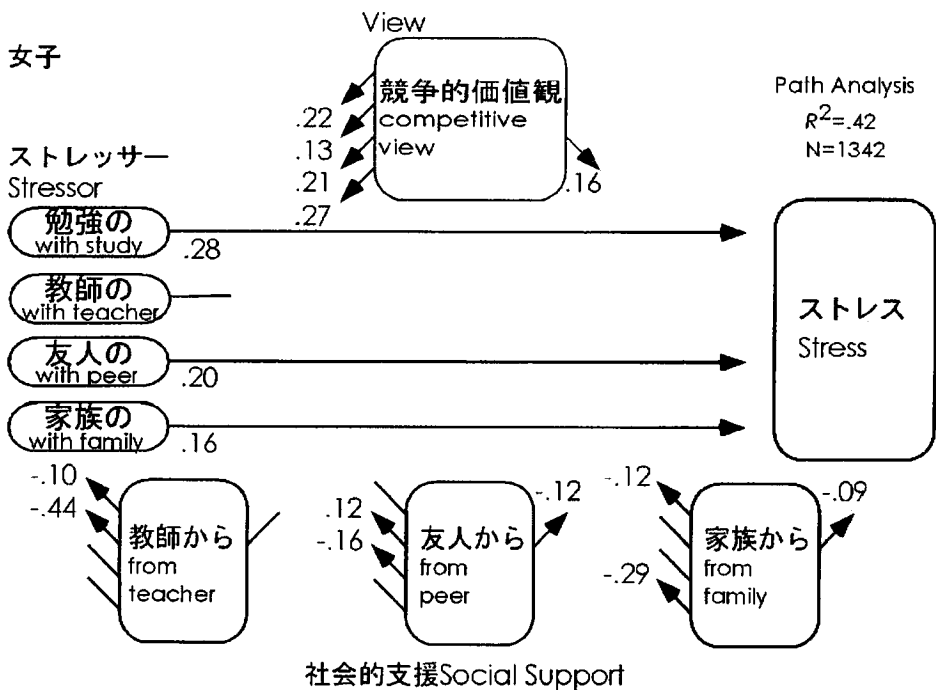 女子
View
競争的価値観
competitive
view
.22
.13
.21
.27
.16
Path Analysis
R²=.42
N=1342
ストレッサー
Stressor
勉強の
with study
.28
教師の
with teacher
友人の
with peer
.20
家族の
with family
.16
ストレス
Stress
-.10
-.44
教師から
from
teacher
.12
-.16
友人から
from
peer
-.12
-.12
-.29
家族から
from
family
-.09
社会的支援Social Support